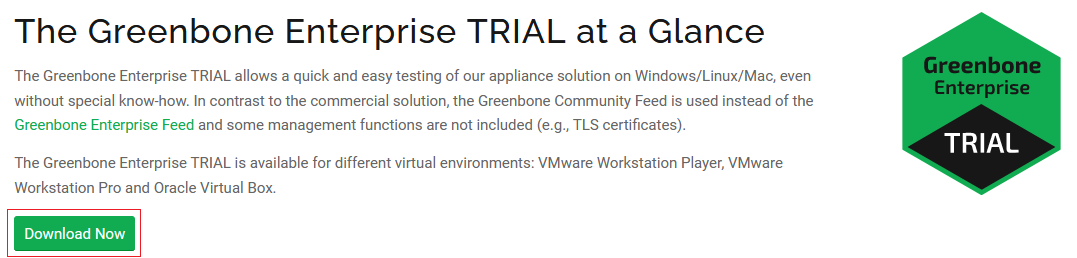 The Greenbone Enterprise TRIAL at a Glance
The Greenbone Enterprise TRIAL allows a quick and easy testing of our appliance solution on Windows/Linux/Mac, even
without special know-how. In contrast to the commercial solution, the Greenbone Community Feed is used instead of the
Greenbone Enterprise Feed and some management functions are not included (e.g., TLS certificates).
The Greenbone Enterprise TRIAL is available for different virtual environments: VMware Workstation Player, VMware
Workstation Pro and Oracle Virtual Box.
Download Now
Greenbone
Enterprise
TRIAL